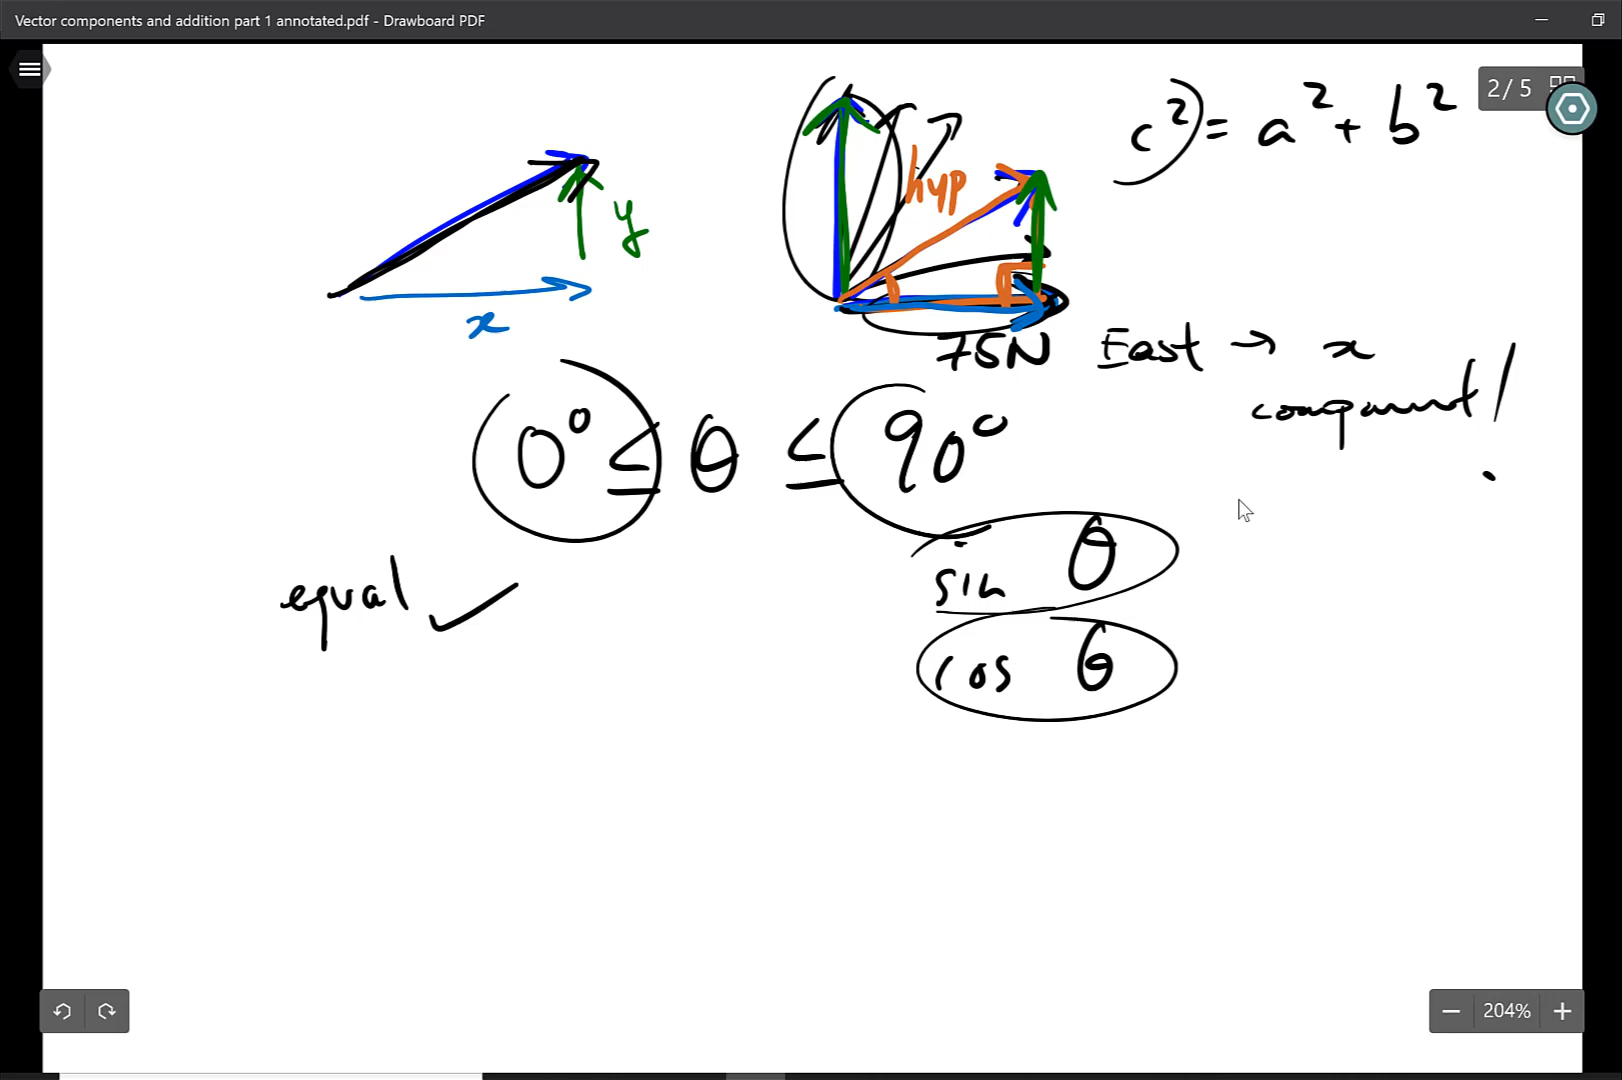 Vector components and addition part 1 annotated.pdf - Drawboard PDF
2 / 5
c² = a² + b²
hyp
y
x
75N East → x
component!
0° ≤ θ ≤ 90°
sin θ
equal ✓
cos θ
204%